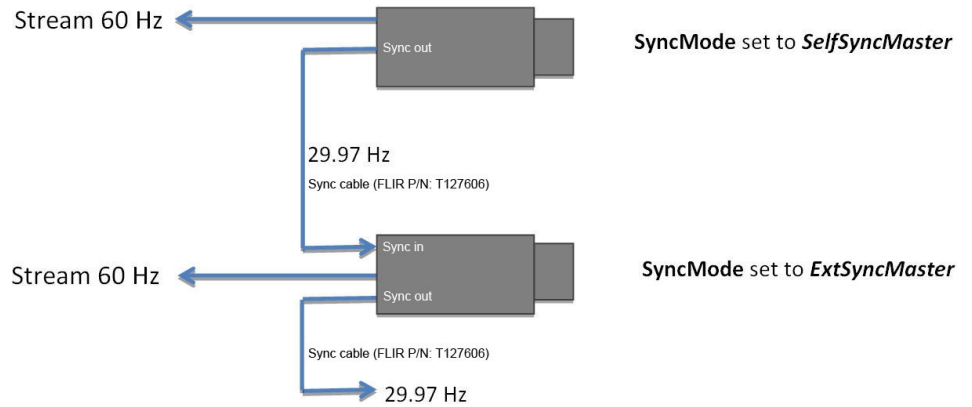 Stream 60 Hz
Sync out
SyncMode set to SelfSyncMaster
29.97 Hz
Sync cable (FLIR P/N: T127606)
Sync in
Stream 60 Hz
SyncMode set to ExtSyncMaster
Sync out
Sync cable (FLIR P/N: T127606)
29.97 Hz